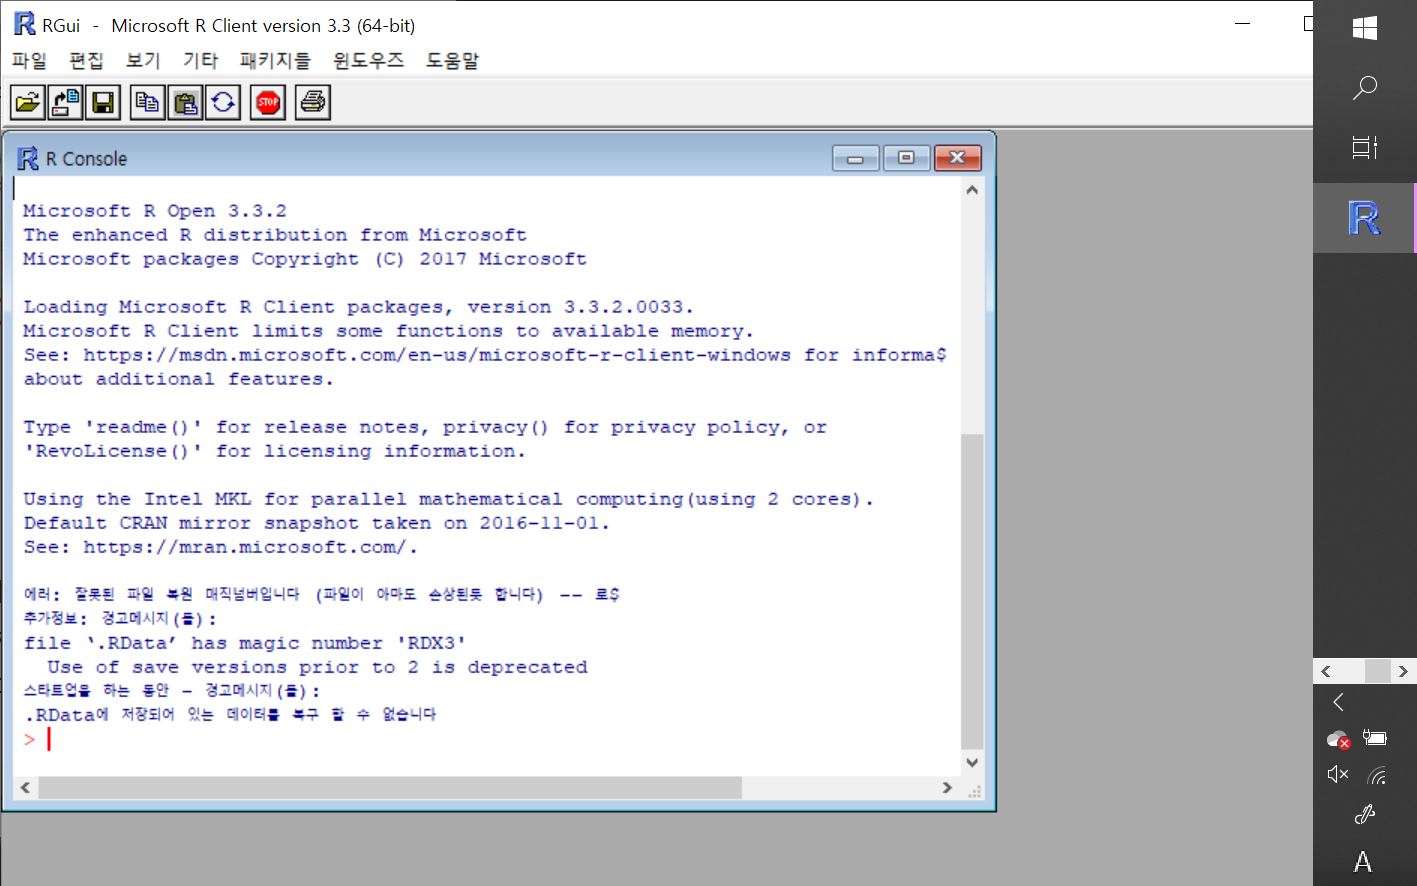 RGui - Microsoft R Client version 3.3 (64-bit)
파일 편집 보기 기타 패키지들 윈도우즈 도움말
STOP
R Console
Microsoft R Open 3.3.2
The enhanced R distribution from Microsoft
Microsoft packages Copyright (C) 2017 Microsoft
Loading Microsoft R Client packages, version 3.3.2.0033.
Microsoft R Client limits some functions to available memory.
See: https://msdn.microsoft.com/en-us/microsoft-r-client-windows for informa$
about additional features.
Type 'readme()' for release notes, privacy() for privacy policy, or
'RevoLicense()' for licensing information.
Using the Intel MKL for parallel mathematical computing(using 2 cores).
Default CRAN mirror snapshot taken on 2016-11-01.
See: https://mran.microsoft.com/.
에러: 잘못된 파일 복원 매직넘버입니다 (파일이 아마도 손상된듯 합니다) -- 로$
추가정보: 경고메시지(들):
file ‘.RData’ has magic number 'RDX3'
Use of save versions prior to 2 is deprecated
스타트업을 하는 동안 - 경고메시지(들):
.RData에 저장되어 있는 데이터를 복구 할 수 없습니다
>
A